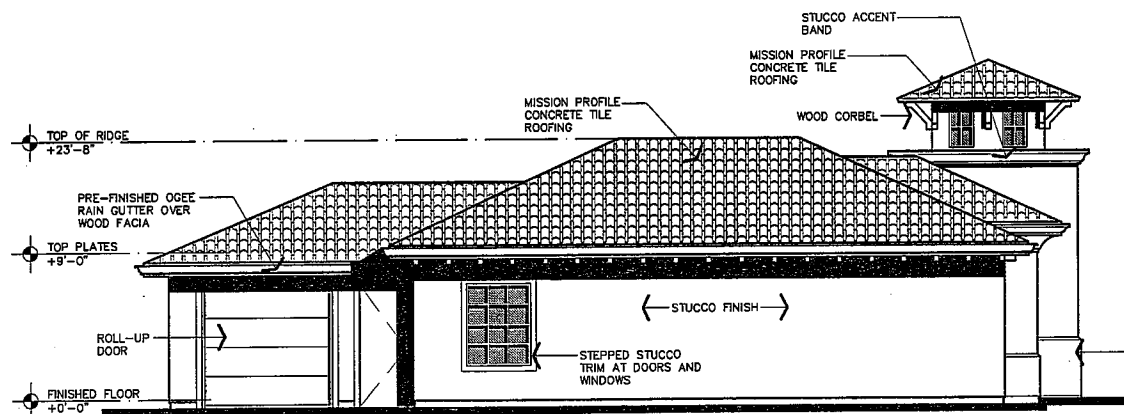 STUCCO ACCENT
BAND
MISSION PROFILE
CONCRETE TILE
ROOFING
MISSION PROFILE
CONCRETE TILE
ROOFING
WOOD CORBEL
TOP OF RIDGE
+23'-8"
PRE-FINISHED OGEE
RAIN GUTTER OVER
WOOD FACIA
TOP PLATES
+9'-0"
STUCCO FINISH
ROLL-UP
DOOR
STEPPED STUCCO
TRIM AT DOORS AND
WINDOWS
FINISHED FLOOR
+0'-0"